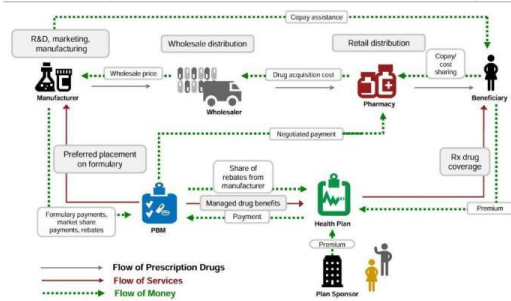 Copay assistance
R&D, marketing,
manufacturing
Wholesale distribution
Retail distribution
Copay/
cost
sharing
Wholesale price
Drug acquisition cost
Manufacturer
Wholesaler
Pharmacy
Beneficiary
Negotiated payment
Preferred placement
on formulary
Share of
rebates from
manufacturer
Rx drug
coverage
Managed drug benefits
Formulary payments,
market share
payments, rebates
Payment
Premium
PBM
Health Plan
Premium
Flow of Prescription Drugs
Flow of Services
Flow of Money
Plan Sponsor